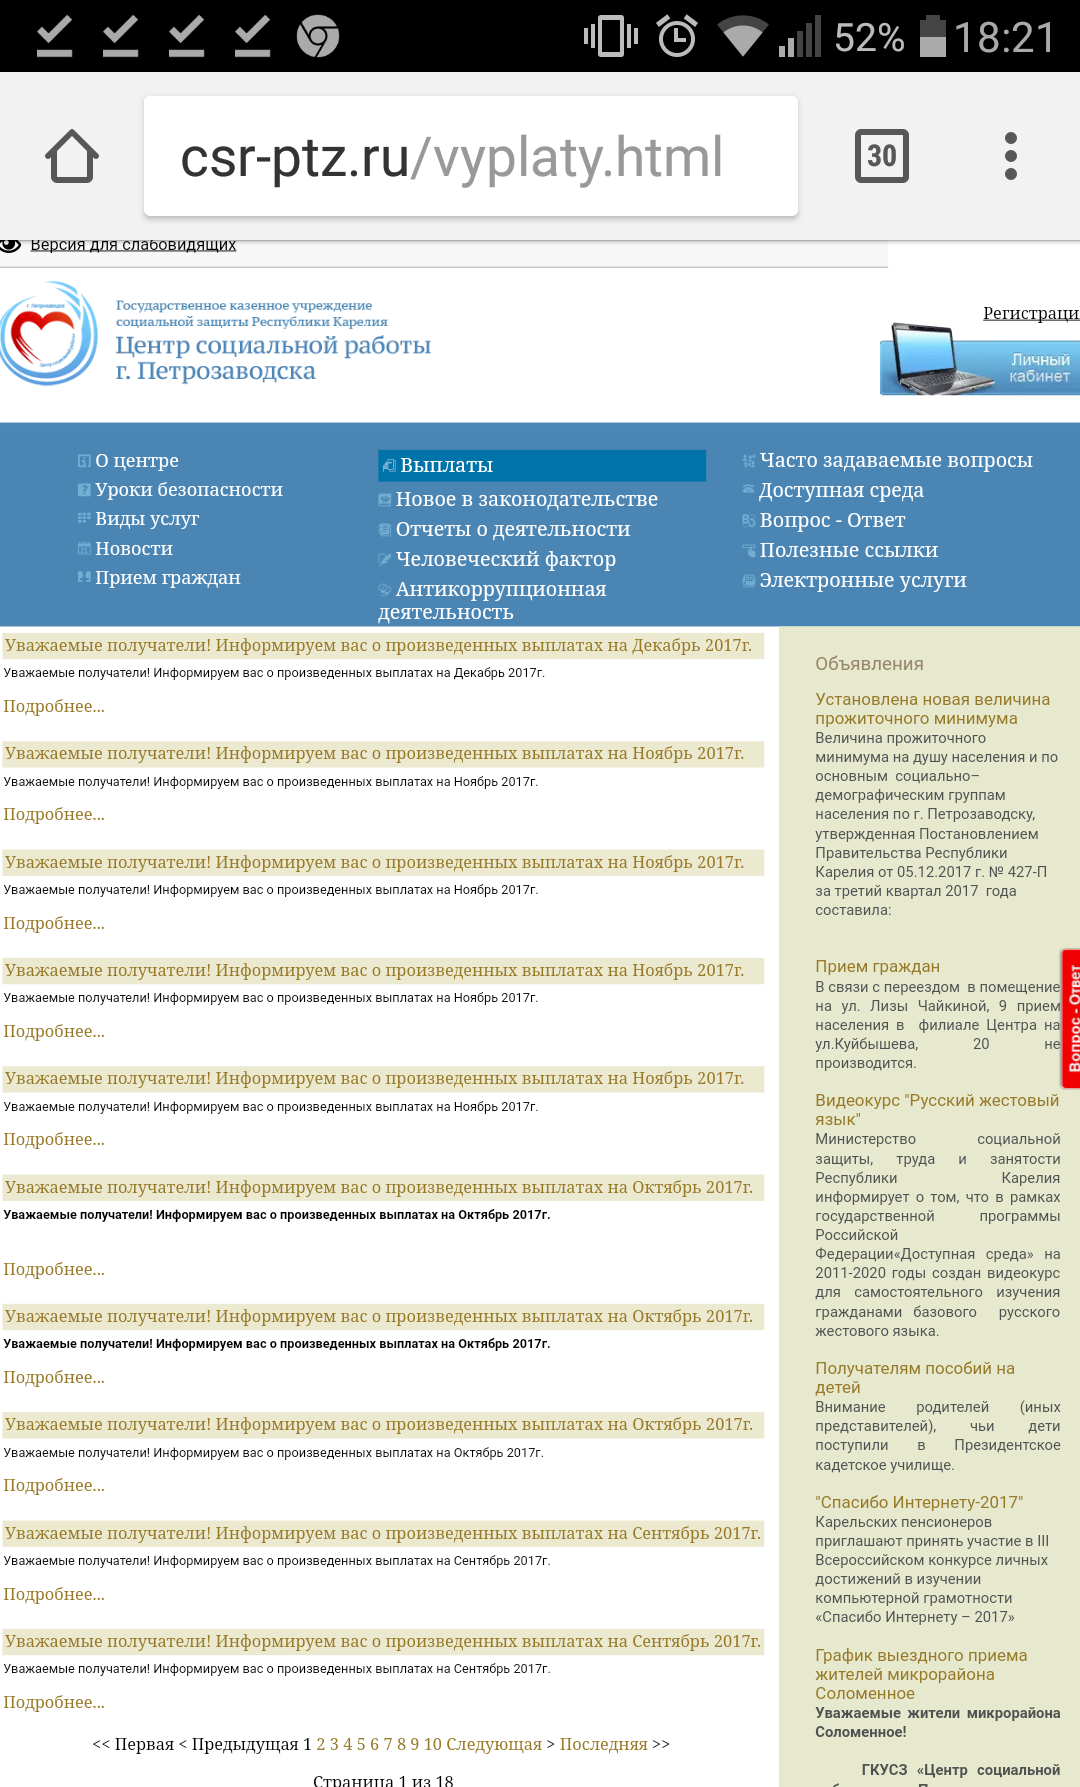 52% 18:21
csr-ptz.ru/vyplaty.html
30
Версия для слабовидящих
Государственное казенное учреждение
социальной защиты Республики Карелия
Центр социальной работы
г. Петрозаводска
Регистраци
Личный
кабинет
О центре
Уроки безопасности
Виды услуг
Новости
Прием граждан
Выплаты
Новое в законодательстве
Отчеты о деятельности
Человеческий фактор
Антикоррупционная
деятельность
Часто задаваемые вопросы
Доступная среда
Вопрос - Ответ
Полезные ссылки
Электронные услуги
Уважаемые получатели! Информируем вас о произведенных выплатах на Декабрь 2017г.
Уважаемые получатели! Информируем вас о произведенных выплатах на Декабрь 2017г.
Подробнее...
Уважаемые получатели! Информируем вас о произведенных выплатах на Ноябрь 2017г.
Уважаемые получатели! Информируем вас о произведенных выплатах на Ноябрь 2017г.
Подробнее...
Уважаемые получатели! Информируем вас о произведенных выплатах на Ноябрь 2017г.
Уважаемые получатели! Информируем вас о произведенных выплатах на Ноябрь 2017г.
Подробнее...
Уважаемые получатели! Информируем вас о произведенных выплатах на Ноябрь 2017г.
Уважаемые получатели! Информируем вас о произведенных выплатах на Ноябрь 2017г.
Подробнее...
Уважаемые получатели! Информируем вас о произведенных выплатах на Ноябрь 2017г.
Уважаемые получатели! Информируем вас о произведенных выплатах на Ноябрь 2017г.
Подробнее...
Уважаемые получатели! Информируем вас о произведенных выплатах на Октябрь 2017г.
Уважаемые получатели! Информируем вас о произведенных выплатах на Октябрь 2017г.
Подробнее...
Уважаемые получатели! Информируем вас о произведенных выплатах на Октябрь 2017г.
Уважаемые получатели! Информируем вас о произведенных выплатах на Октябрь 2017г.
Подробнее...
Уважаемые получатели! Информируем вас о произведенных выплатах на Октябрь 2017г.
Уважаемые получатели! Информируем вас о произведенных выплатах на Октябрь 2017г.
Подробнее...
Уважаемые получатели! Информируем вас о произведенных выплатах на Сентябрь 2017г.
Уважаемые получатели! Информируем вас о произведенных выплатах на Сентябрь 2017г.
Подробнее...
Уважаемые получатели! Информируем вас о произведенных выплатах на Сентябрь 2017г.
Уважаемые получатели! Информируем вас о произведенных выплатах на Сентябрь 2017г.
Подробнее...
<< Первая < Предыдущая 1 2 3 4 5 6 7 8 9 10 Следующая > Последняя >>
Страница 1 из 18
Объявления
Установлена новая величина
прожиточного минимума
Величина прожиточного
минимума на душу населения и по
основным социально–
демографическим группам
населения по г. Петрозаводску,
утвержденная Постановлением
Правительства Республики
Карелия от 05.12.2017 г. № 427-П
за третий квартал 2017 года
составила:
Прием граждан
В связи с переездом в помещение
на ул. Лизы Чайкиной, 9 прием
населения в филиале Центра на
ул.Куйбышева, 20 не
производится.
Вопрос - Ответ
Видеокурс "Русский жестовый
язык"
Министерство социальной
защиты, труда и занятости
Республики Карелия
информирует о том, что в рамках
государственной программы
Российской
Федерации«Доступная среда» на
2011-2020 годы создан видеокурс
для самостоятельного изучения
гражданами базового русского
жестового языка.
Получателям пособий на
детей
Внимание родителей (иных
представителей), чьи дети
поступили в Президентское
кадетское училище.
"Спасибо Интернету-2017"
Карельских пенсионеров
приглашают принять участие в III
Всероссийском конкурсе личных
достижений в изучении
компьютерной грамотности
«Спасибо Интернету – 2017»
График выездного приема
жителей микрорайона
Соломенное
Уважаемые жители микрорайона
Соломенное!
ГКУСЗ «Центр социальной